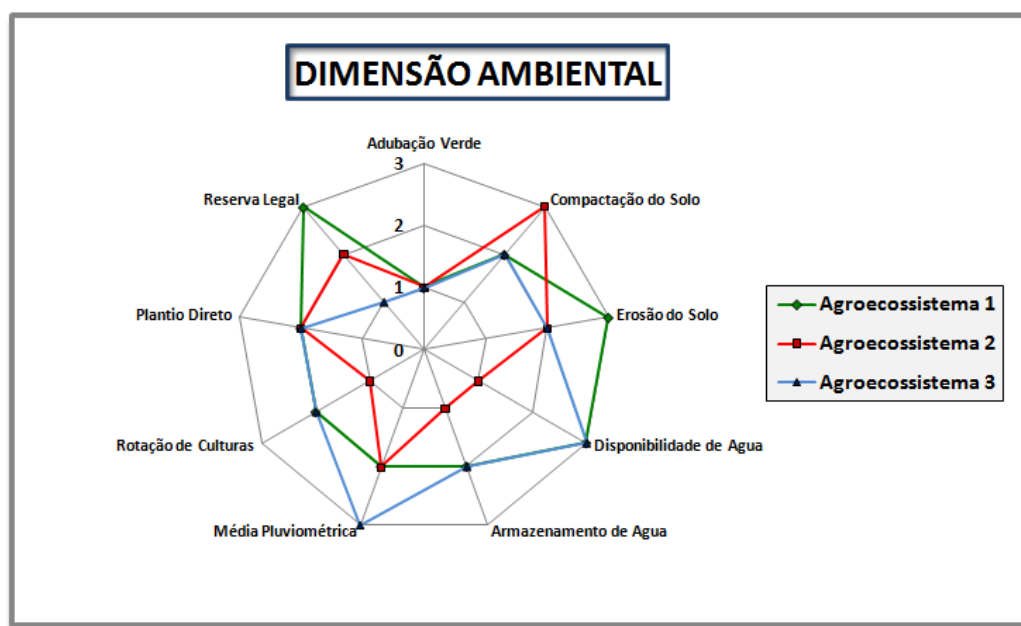 DIMENSÃO AMBIENTAL
Adubação Verde
3
Reserva Legal
Compactação do Solo
2
1
Plantio Direto
Erosão do Solo
0
Rotação de Culturas
Disponibilidade de Agua
Média Pluviométrica
Armazenamento de Agua
Agroecossistema 1
Agroecossistema 2
Agroecossistema 3